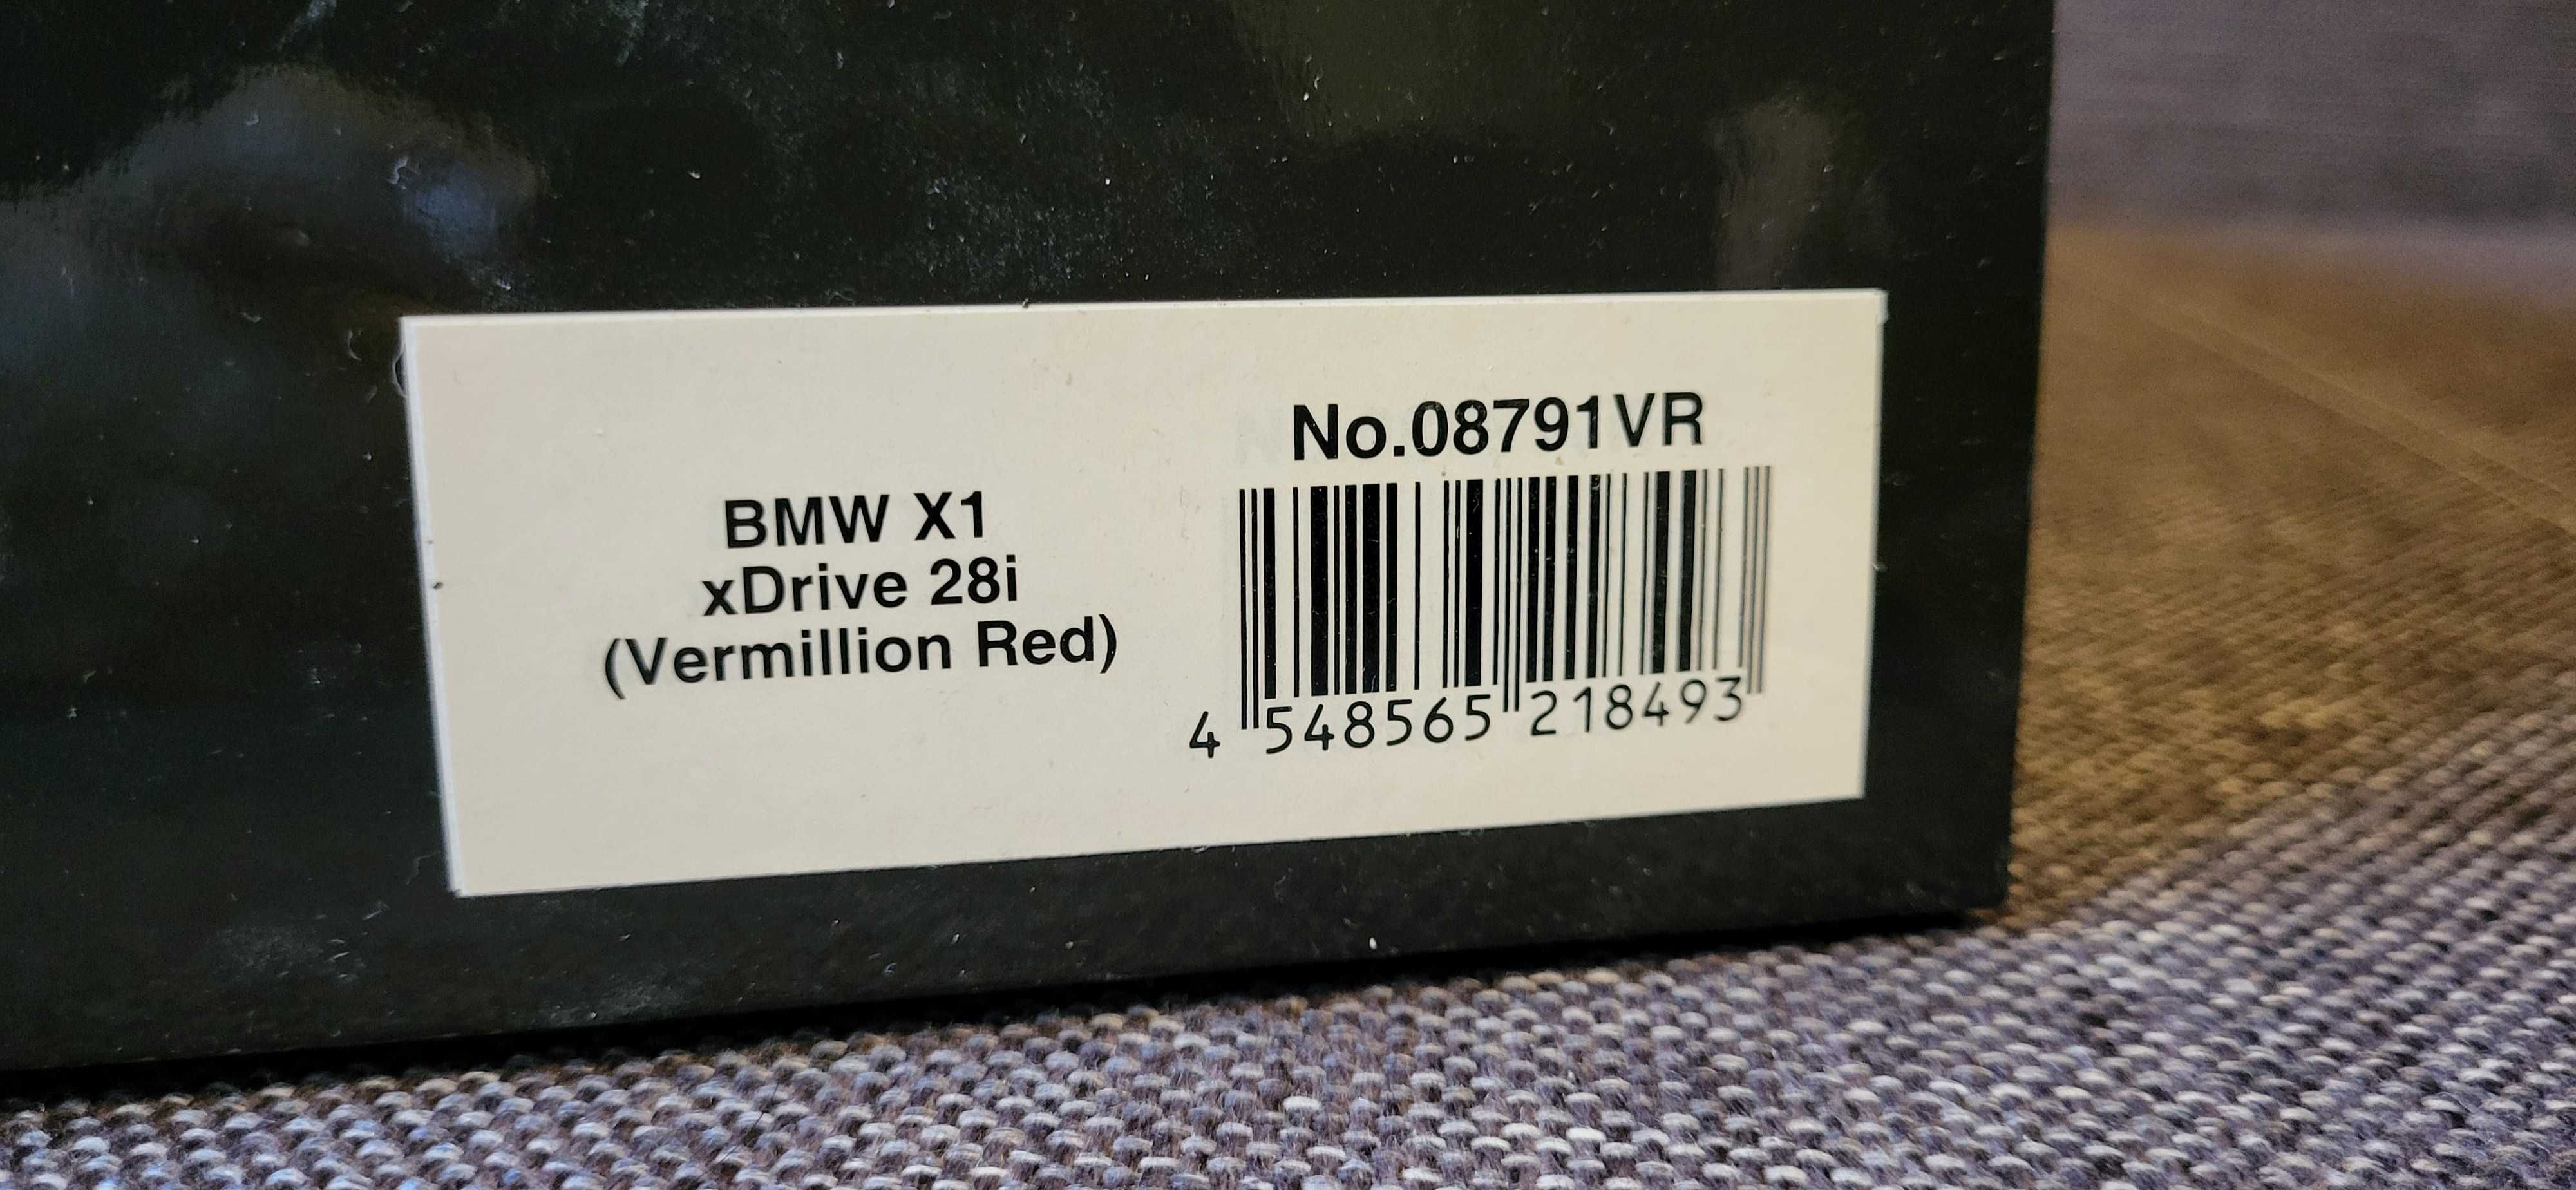 No.08791VR
BMW X1
xDrive 28i
(Vermillion Red)
4 548565 218493